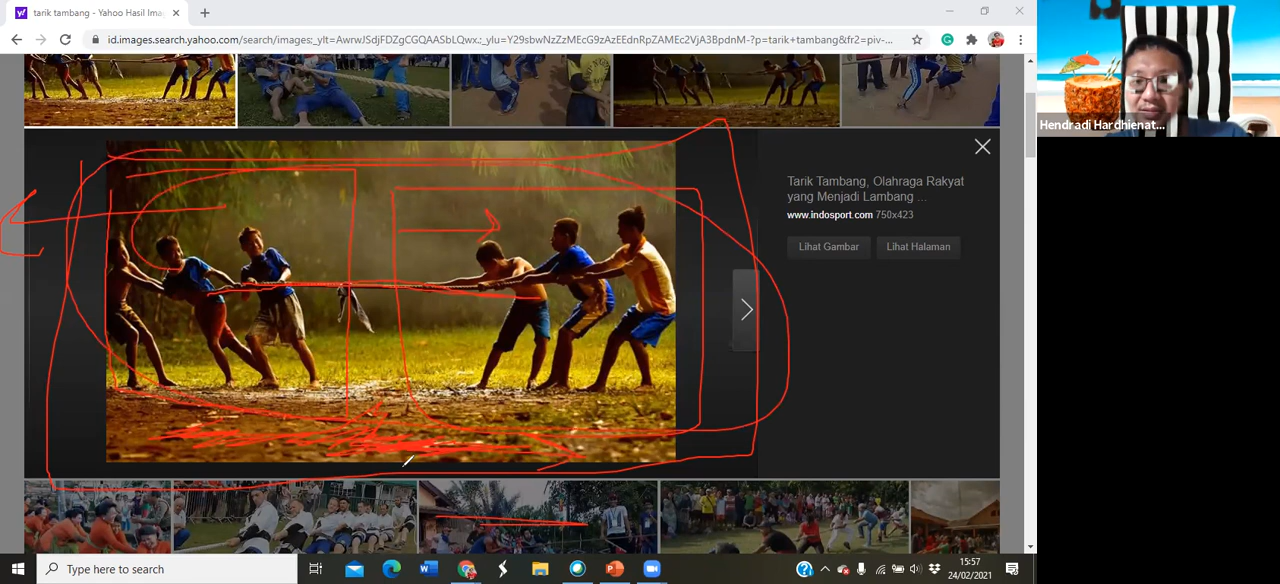 tarik tambang - Yahoo Hasil Ima
id.images.search.yahoo.com/search/images;_ylt=AwrwJSdjFDZgCGQAASbLQwx.;_ylu=Y29sbwNzZzMEcG9zAzEEdnRpZAMEc2VjA3BpdnM-?p=tarik+tambang&fr2=piv-...
Hendradi Hardhienat...
Tarik Tambang, Olahraga Rakyat
yang Menjadi Lambang ...
www.indosport.com 750x423
Lihat Gambar Lihat Halaman
Type here to search
15:57
24/02/2021